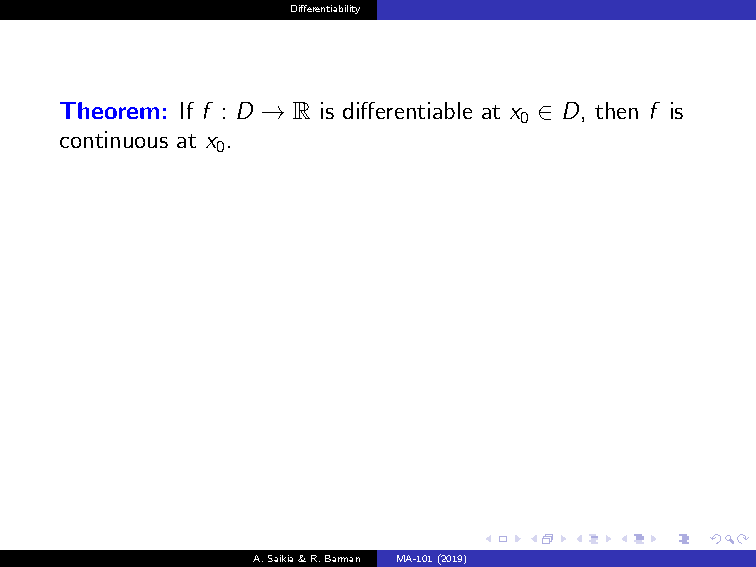 Differentiability
Theorem: If f : D → ℝ is differentiable at x₀ ∈ D, then f is
continuous at x₀.
A. Saikia & R. Barman MA-101 (2019)